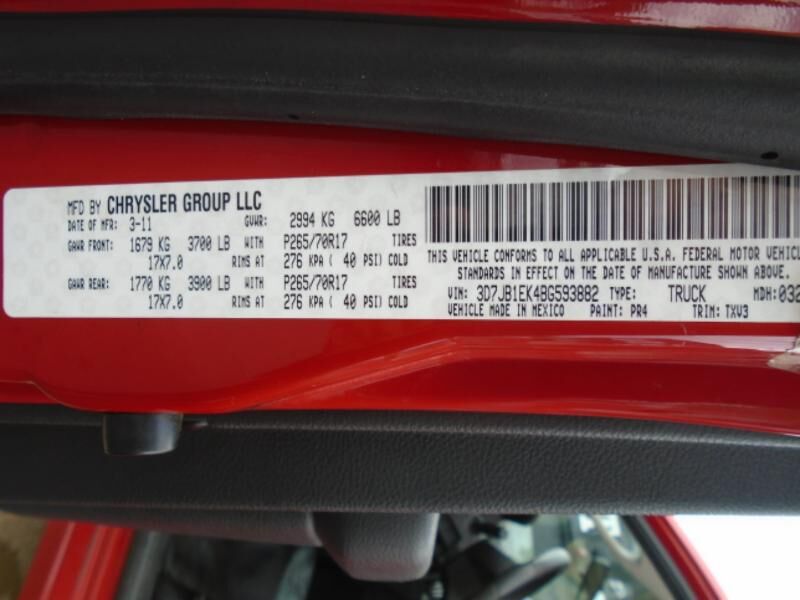 MFD BY CHRYSLER GROUP LLC
DATE OF MFR: 3-11 GVWR: 2994 KG 6600 LB
GAWR FRONT: 1679 KG 3700 LB WITH P265/70R17 TIRES
17X7.0 RIMS AT 276 KPA ( 40 PSI) COLD
GAWR REAR: 1770 KG 3900 LB WITH P265/70R17 TIRES
17X7.0 RIMS AT 276 KPA ( 40 PSI) COLD
THIS VEHICLE CONFORMS TO ALL APPLICABLE U.S.A. FEDERAL MOTOR VEHICLE
STANDARDS IN EFFECT ON THE DATE OF MANUFACTURE SHOWN ABOVE.
VIN: 3D7JB1EK4BG593882 TYPE: TRUCK MDH:
VEHICLE MADE IN MEXICO PAINT: PR4 TRIM: TXV3